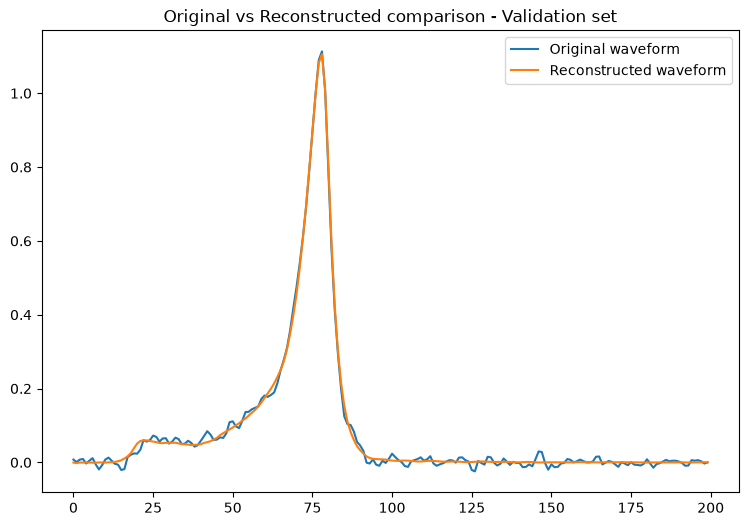 Original vs Reconstructed comparison - Validation set
Original waveform
Reconstructed waveform
1.0
0.8
0.6
0.4
0.2
0.0
0 25 50 75 100 125 150 175 200